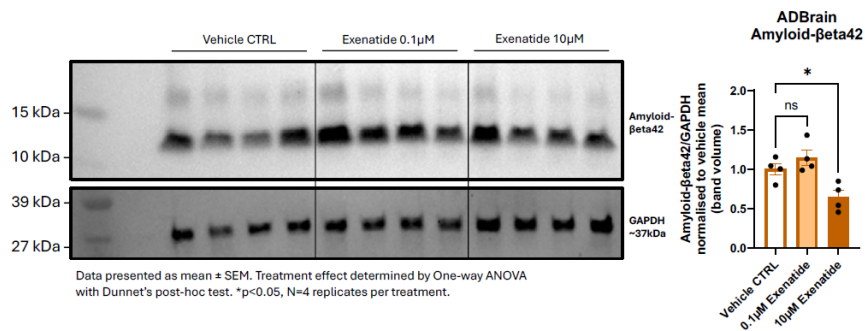 Vehicle CTRL
Exenatide 0.1µM
Exenatide 10µM
15 kDa
10 kDa
Amyloid-
βeta42
39 kDa
27 kDa
GAPDH
~37kDa
Data presented as mean ± SEM. Treatment effect determined by One-way ANOVA
with Dunnet's post-hoc test. *p<0.05, N=4 replicates per treatment.
ADBrain
Amyloid-βeta42
Amyloid-βeta42/GAPDH
normalised to vehicle mean
(band volume)
2.0
1.5
1.0
0.5
0.0
*
ns
Vehicle CTRL
0.1µM Exenatide
10µM Exenatide